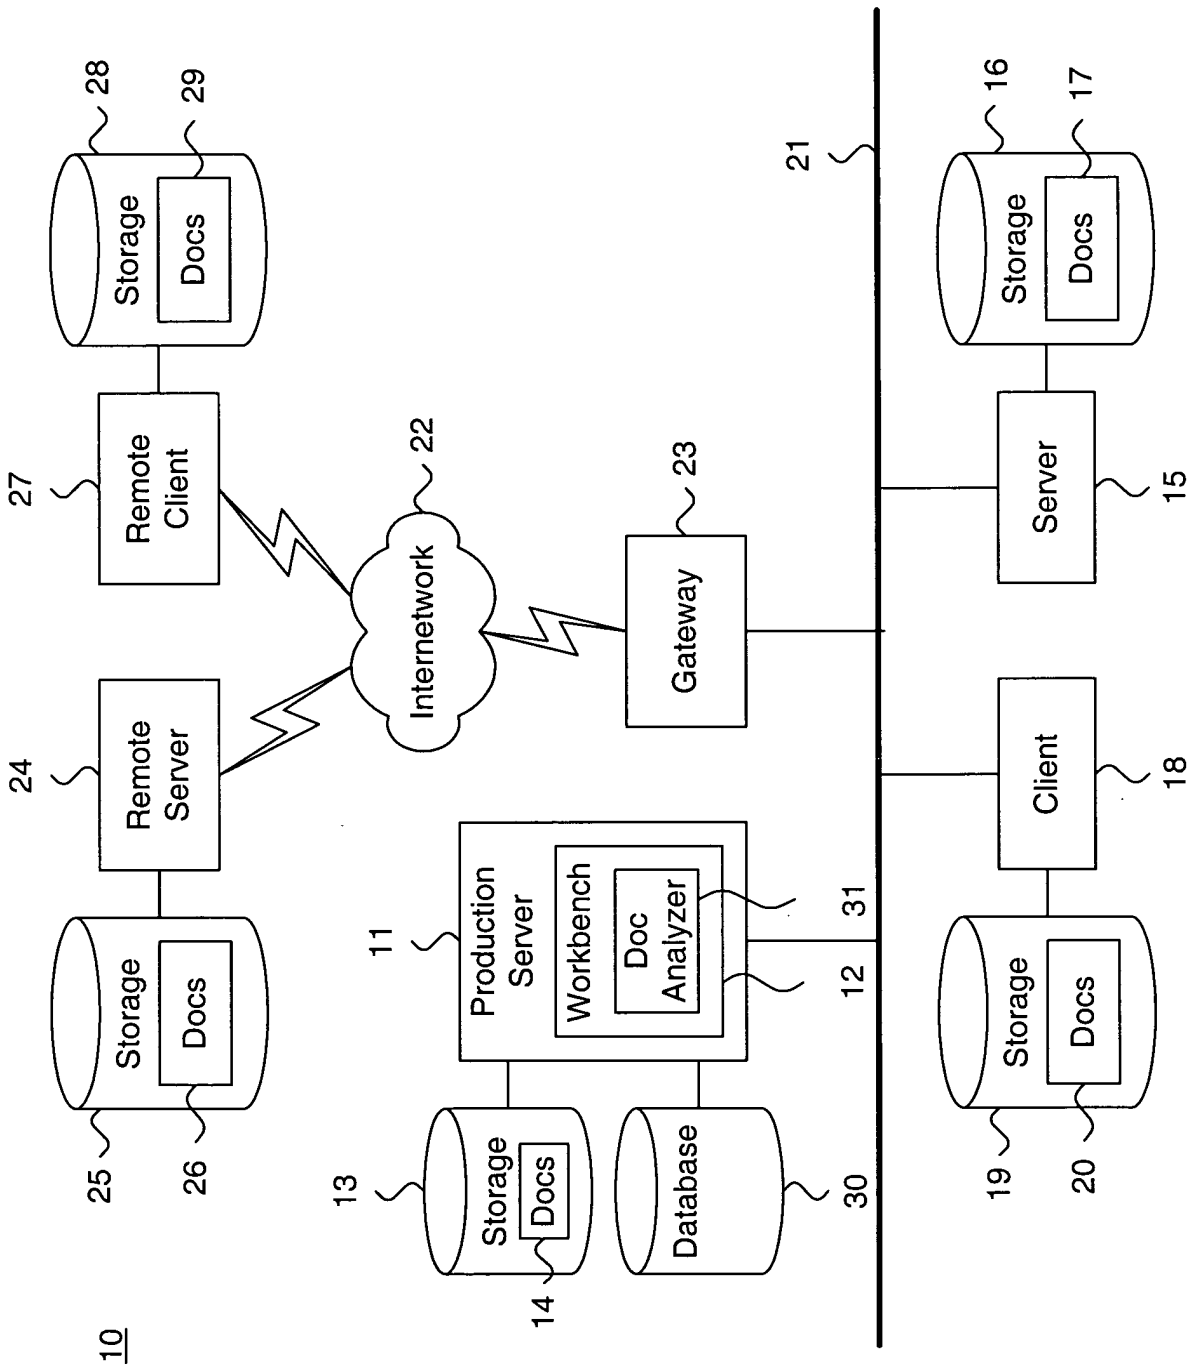 10
24
27
25
Storage
Remote
Server
Remote
Client
Storage
28
26
Docs
Docs
29
13
11
22
Internetwork
Storage
Docs
14
Production
Server
Workbench
Doc
Analyzer
Gateway
23
Database
30
12
31
21
19
Storage
Docs
20
Client
18
Server
15
Storage
Docs
16
17